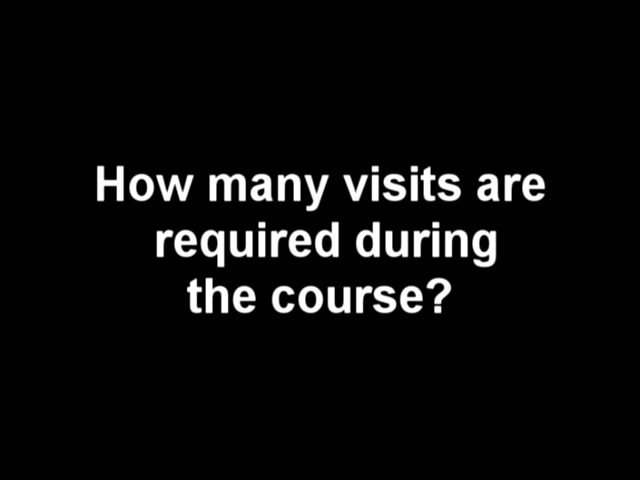 How many visits are
required during
the course?